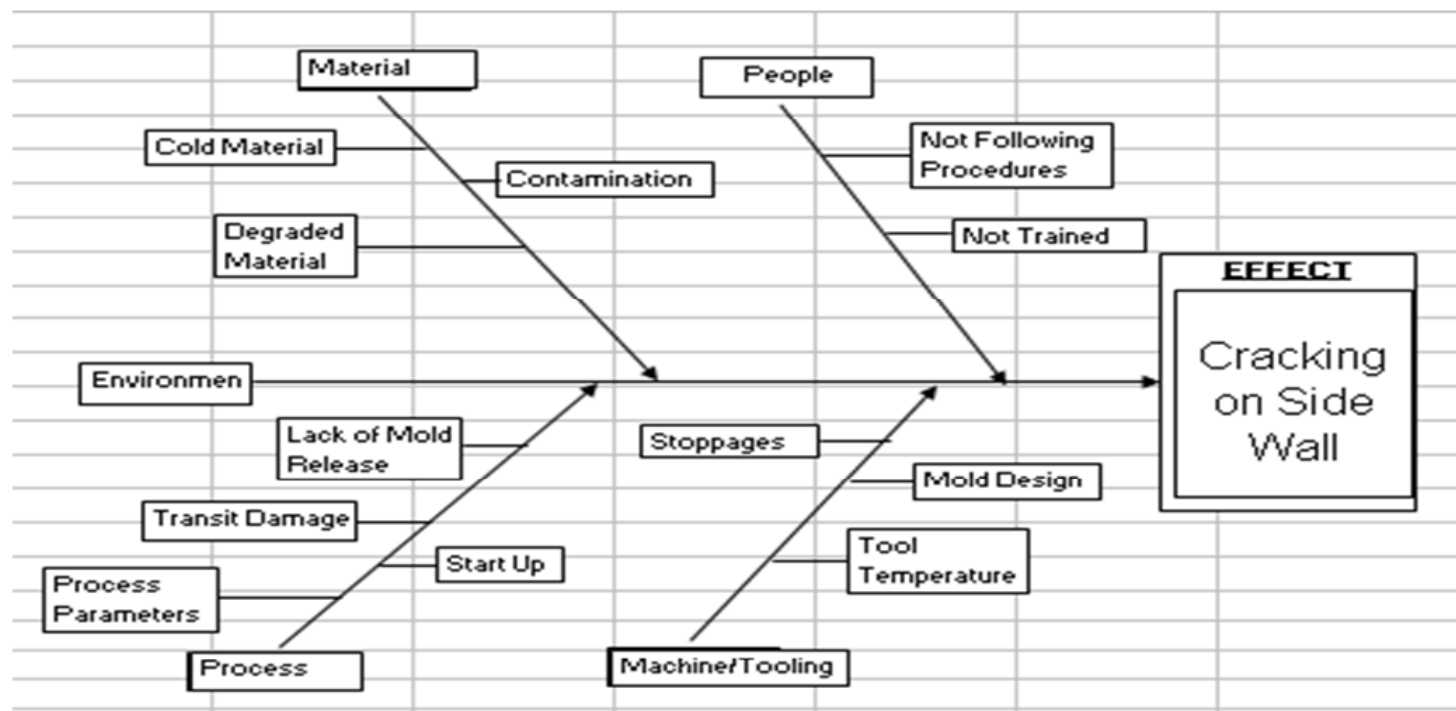 Material
People
Cold Material
Not Following
Procedures
Contamination
Degraded
Material
Not Trained
EFFECT
Cracking
on Side
Wall
Environmen
Lack of Mold
Release
Stoppages
Mold Design
Transit Damage
Start Up
Tool
Temperature
Process
Parameters
Process
Machine/Tooling